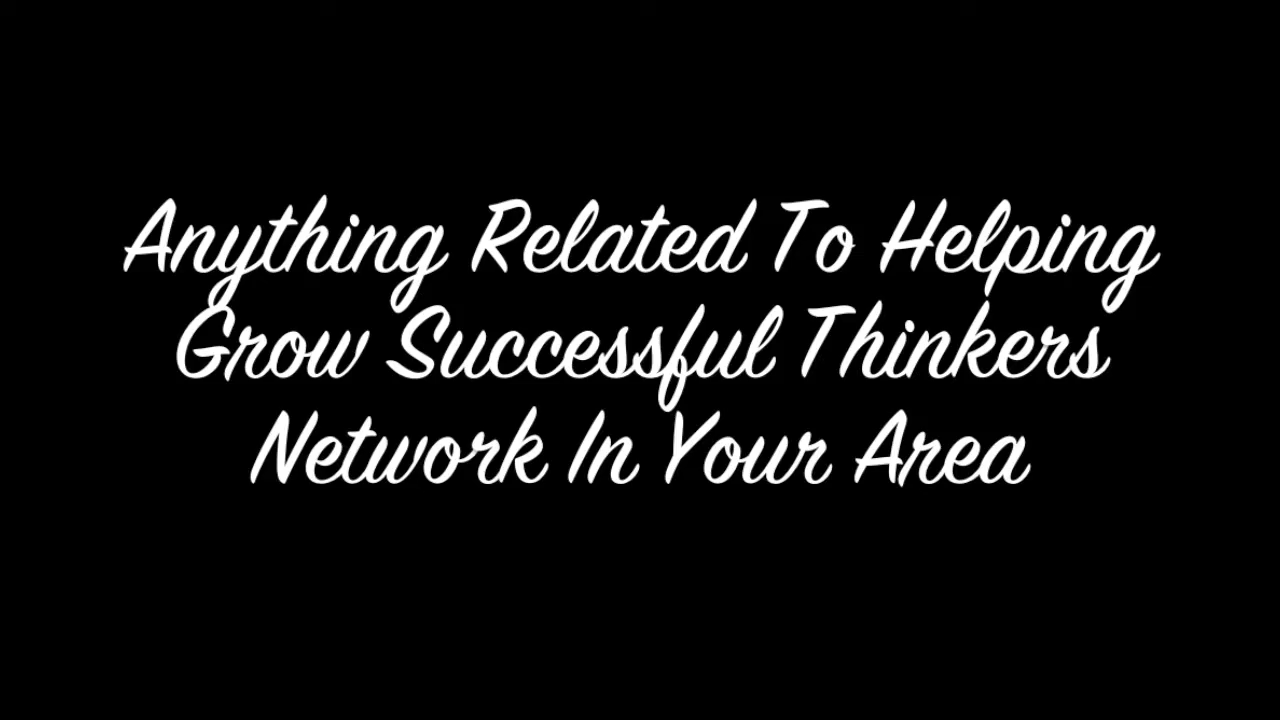 Anything Related To Helping
Grow Successful Thinkers
Network In Your Area